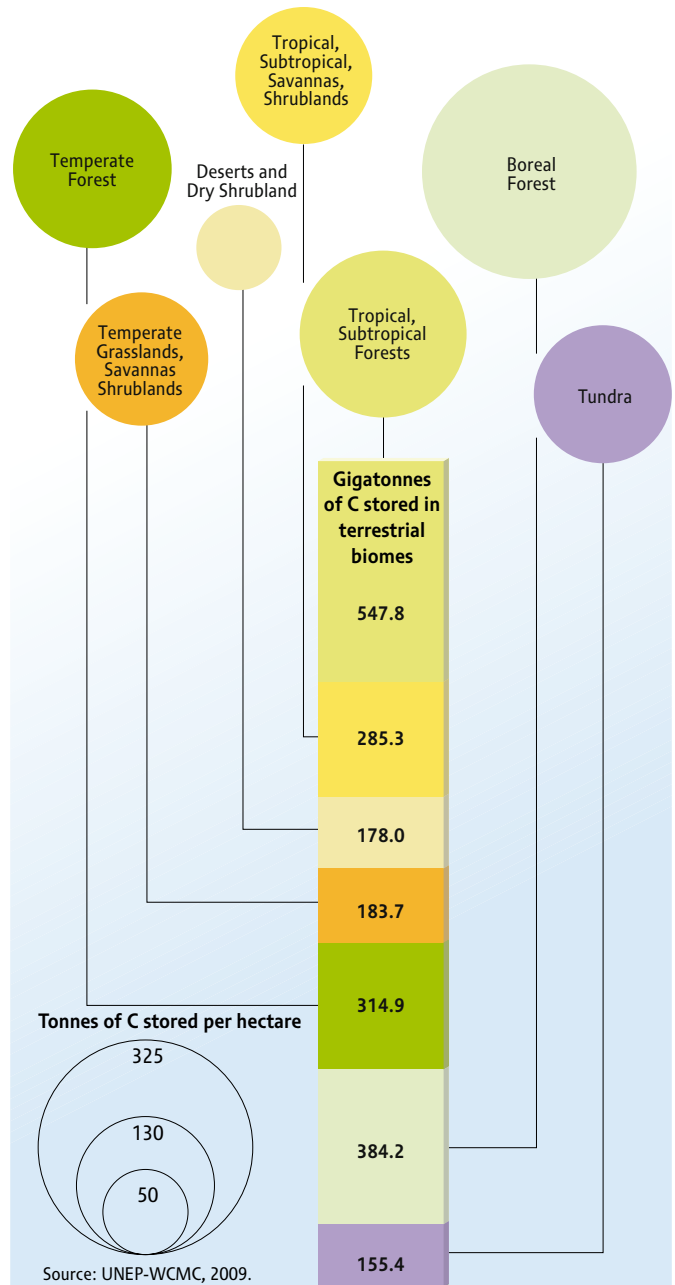 Tropical,
Subtropical,
Savannas,
Shrublands
Temperate
Forest
Deserts and
Dry Shrubland
Boreal
Forest
Temperate
Grasslands,
Savannas
Shrublands
Tropical,
Subtropical
Forests
Tundra
Gigatonnes
of C stored in
terrestrial
biomes
547.8
285.3
178.0
183.7
314.9
384.2
155.4
Tonnes of C stored per hectare
325
130
50
Source: UNEP-WCMC, 2009.